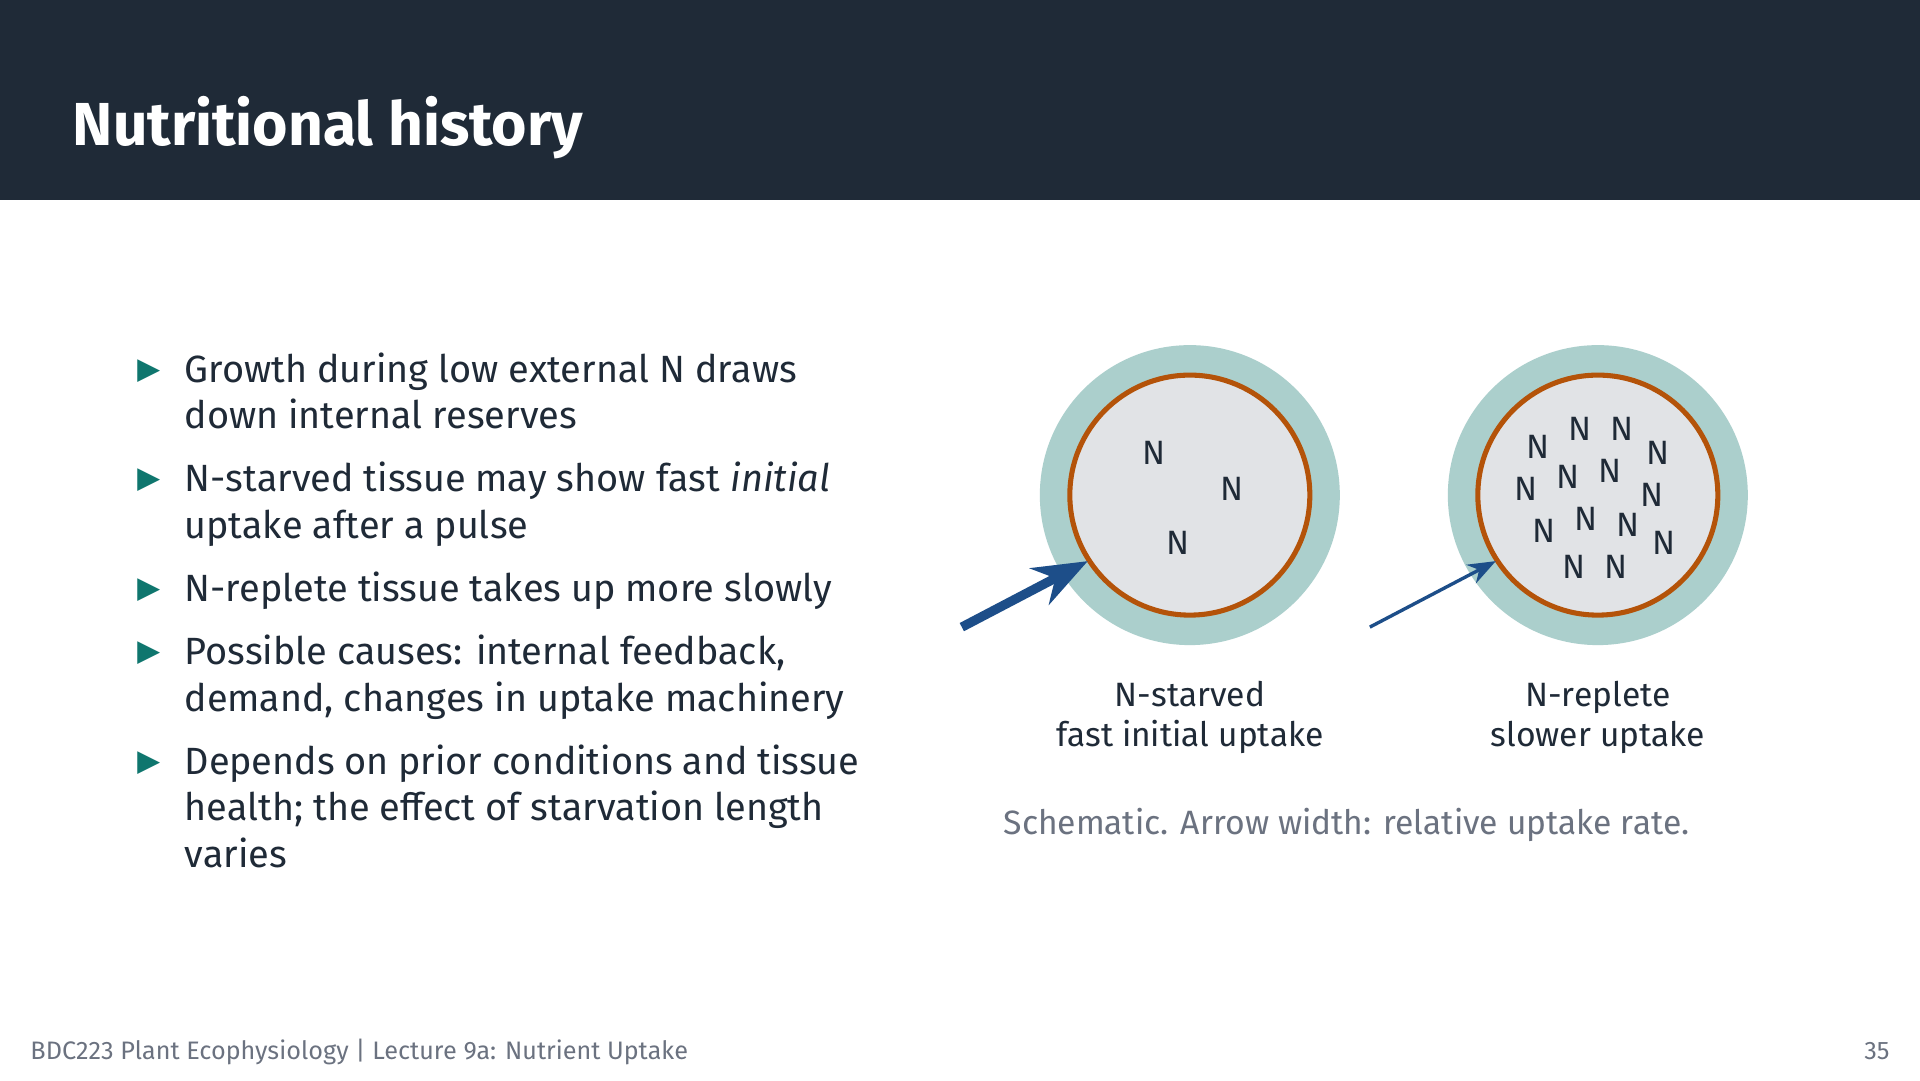 Nutritional history
► Growth during low external N draws
down internal reserves
► N-starved tissue may show fast initial
uptake after a pulse
► N-replete tissue takes up more slowly
► Possible causes: internal feedback,
demand, changes in uptake machinery
► Depends on prior conditions and tissue
health; the effect of starvation length
varies
N
N
N
N-starved
fast initial uptake
N N
N N
N N
N N
N N
N N
N N
N
N-replete
slower uptake
Schematic. Arrow width: relative uptake rate.
BDC223 Plant Ecophysiology | Lecture 9a: Nutrient Uptake
35